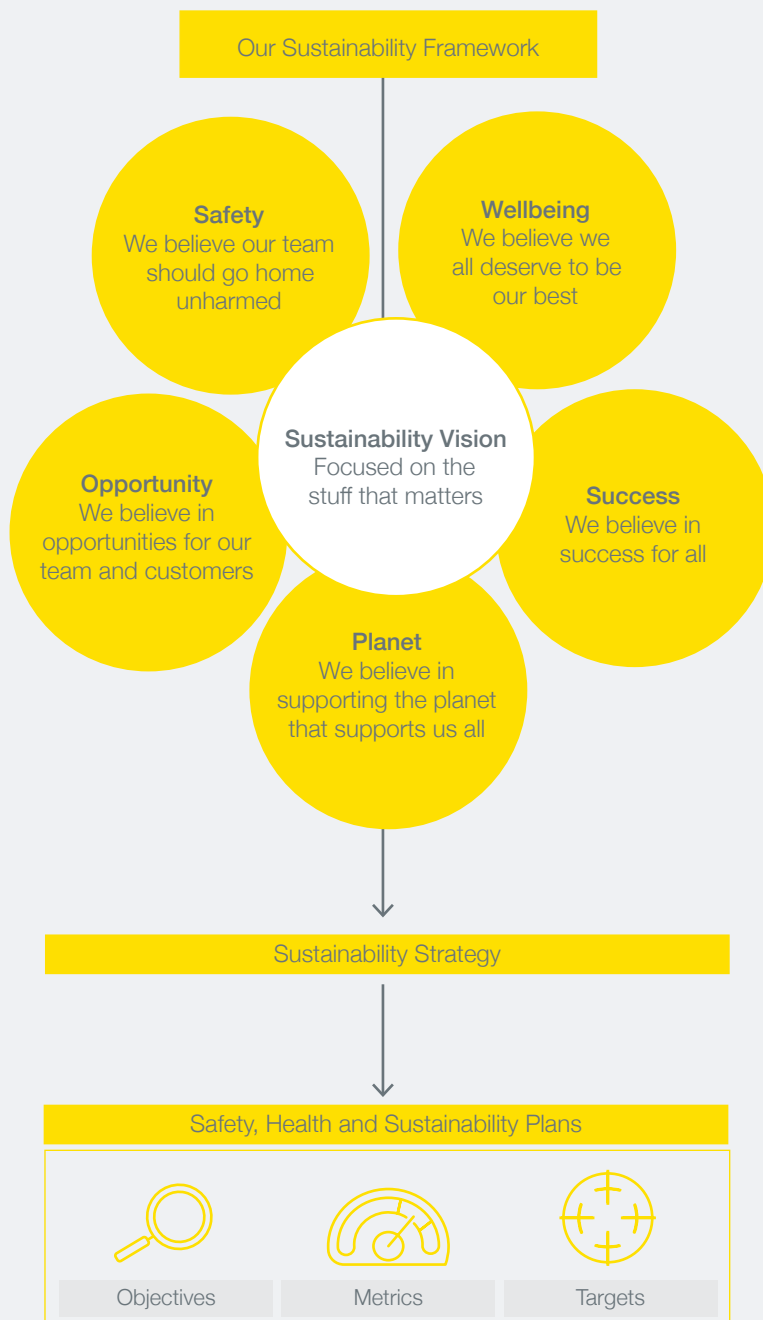 Our Sustainability Framework
Safety
We believe our team
should go home
unharmed
Wellbeing
We believe we
all deserve to be
our best
Sustainability Vision
Focused on the
stuff that matters
Opportunity
We believe in
opportunities for our
team and customers
Success
We believe in
success for all
Planet
We believe in
supporting the planet
that supports us all
Sustainability Strategy
Safety, Health and Sustainability Plans
Objectives
Metrics
Targets